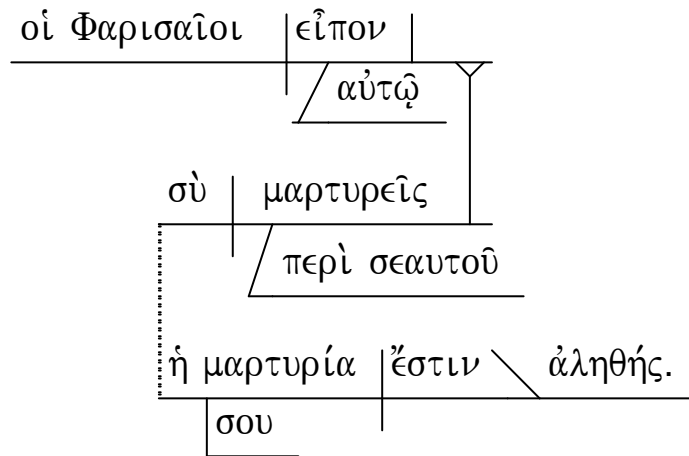 οἱ Φαρισαῖοι εἶπον
αὐτῷ
σὺ μαρτυρεῖς
περὶ σεαυτοῦ
ἡ μαρτυρία ἔστιν ἀληθής.
σου